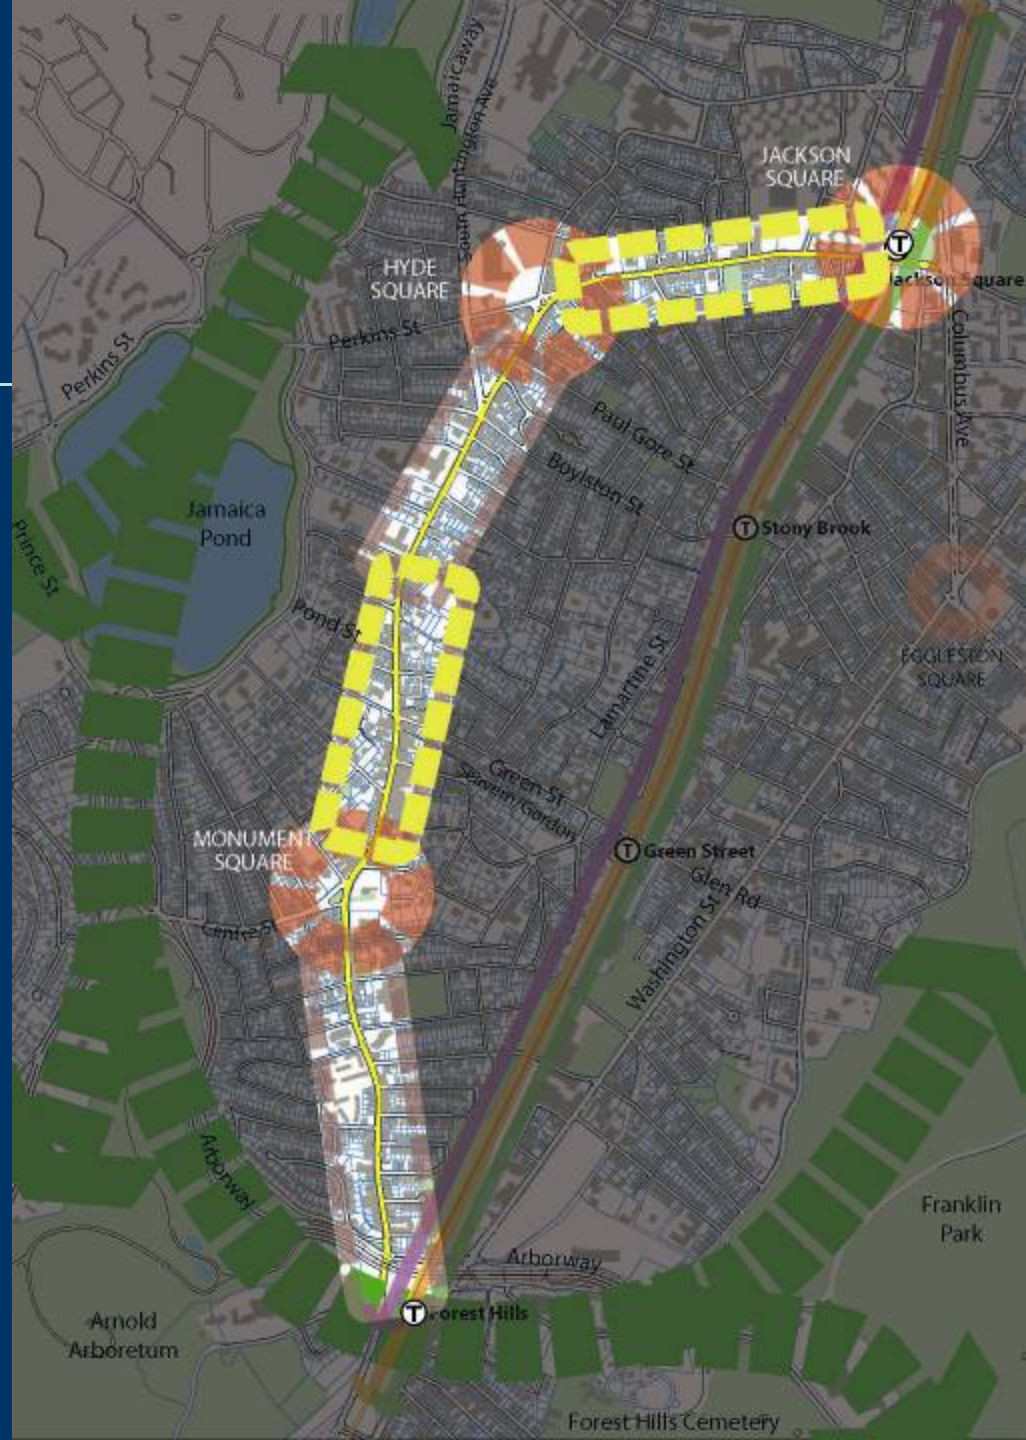 Jamaicaway
South Huntington Ave
JACKSON
SQUARE
T
Jackson Square
HYDE
SQUARE
Perkins St
Perkins St
Columbus Ave
Paul Gore St
Boylston St
Jamaica
Pond
T Stony Brook
Prince St
Pond St
EGGLESTON
SQUARE
Lamartine St
Green St
Seaverns/Gordon
MONUMENT
SQUARE
T Green Street
Glen Rd
Centre St
Washington St
Arborway
Franklin
Park
Arborway
T Forest Hills
Arnold
Arboretum
Forest Hills Cemetery